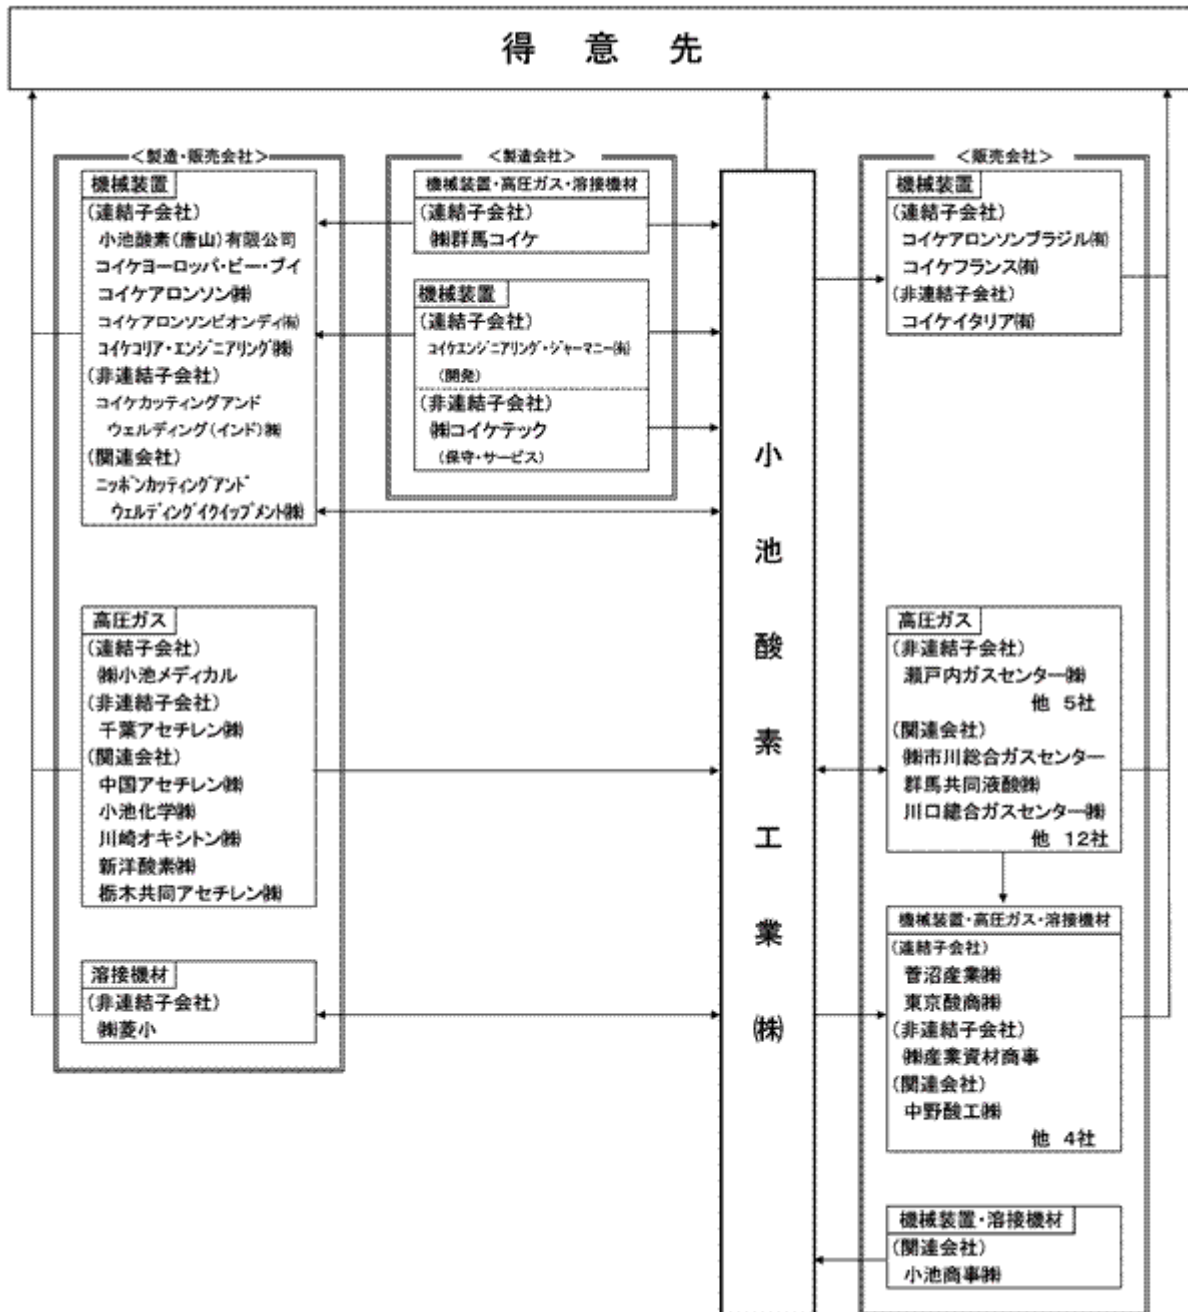 得意先
＜製造・販売会社＞
機械装置
(連結子会社)
小池酸素(唐山)有限公司
コイケヨーロッパ・ビー・ブイ
コイケアロンソン㈱
コイケアロンソンビオンディ㈲
コイケコリア・エンジニアリング㈱
(非連結子会社)
コイケカッティングアンド
ウェルディング(インド)㈱
(関連会社)
ニッポンカッティングアンド
ウェルディングイクイップメント㈱
高圧ガス
(連結子会社)
㈱小池メディカル
(非連結子会社)
千葉アセチレン㈱
(関連会社)
中国アセチレン㈱
小池化学㈱
川崎オキシトン㈱
新洋酸素㈱
栃木共同アセチレン㈱
溶接機材
(非連結子会社)
㈱菱小
＜製造会社＞
機械装置・高圧ガス・溶接機材
(連結子会社)
㈱群馬コイケ
機械装置
(連結子会社)
コイケエンジニアリング・ジャーマニー㈲
(開発)
(非連結子会社)
㈱コイケテック
(保守・サービス)
小池酸素工業㈱
＜販売会社＞
機械装置
(連結子会社)
コイケアロンソンブラジル㈲
コイケフランス㈲
(非連結子会社)
コイケイタリア㈲
高圧ガス
(非連結子会社)
瀬戸内ガスセンター㈱
他 5社
(関連会社)
㈱市川総合ガスセンター
群馬共同液酸㈱
川口總合ガスセンター㈱
他 12社
機械装置・高圧ガス・溶接機材
(連結子会社)
菅沼産業㈱
東京酸商㈱
(非連結子会社)
㈱産業資材商事
(関連会社)
中野酸工㈱
他 4社
機械装置・溶接機材
(関連会社)
小池商事㈱